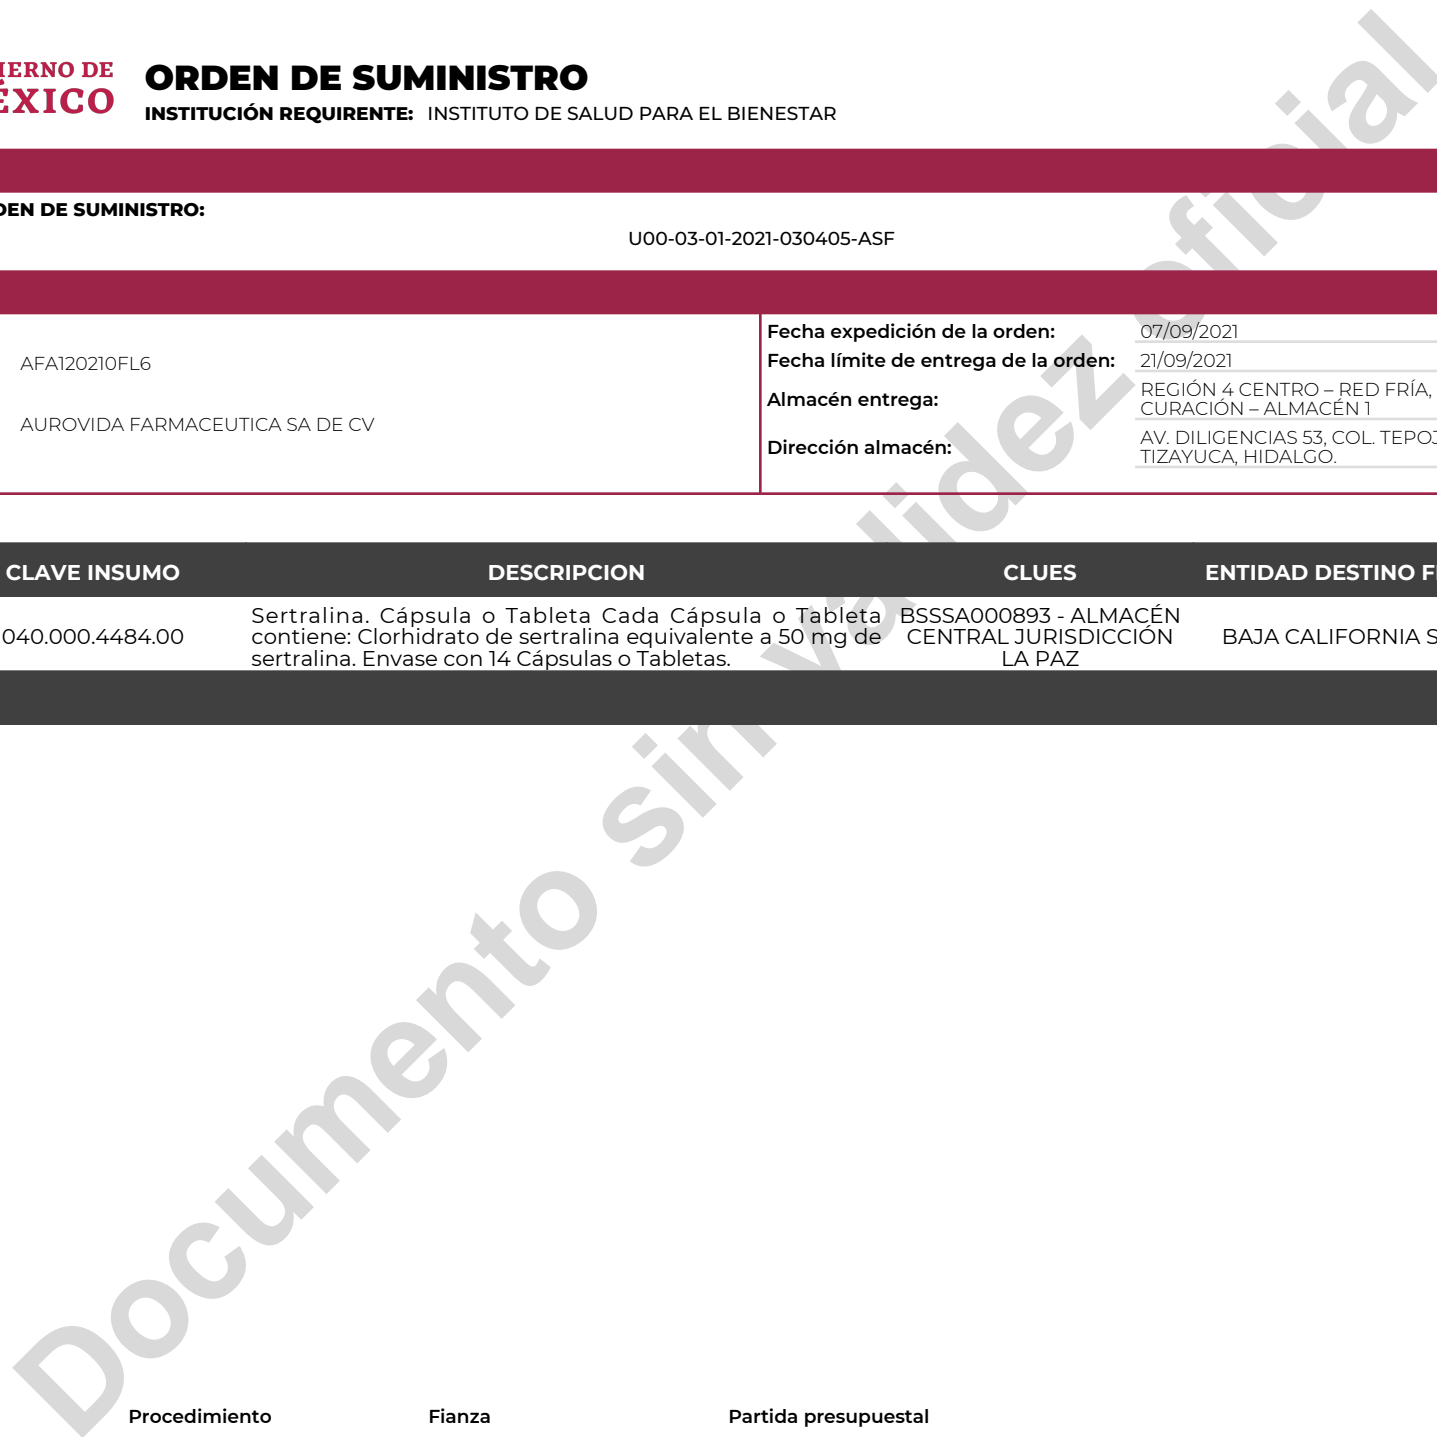 ORDEN DE SUMINISTRO
INSTITUCIÓN REQUIRENTE: INSTITUTO DE SALUD PARA EL BIENESTAR
DE
XICO
DE SUMINISTRO:
U00-03-01-2021-030405-ASF
AFA120210FL6
AUROVIDA FARMACEUTICA SA DE CV
Fecha expedición de la orden: 07/09/2021
Fecha límite de entrega de la orden: 21/09/2021
Almacén entrega: REGIÓN 4 CENTRO – RED FRÍA,
CURACIÓN – ALMACÉN 1
Dirección almacén: AV. DILIGENCIAS 53, COL.
TIZAYUCA, HIDALGO.
CLAVE INSUMO DESCRIPCION CLUES ENTIDAD DESTINO
040.000.4484.00
Sertralina. Cápsula o Tableta Cada Cápsula o Tableta
contiene: Clorhidrato de sertralina equivalente a 50 mg de
sertralina. Envase con 14 Cápsulas o Tabletas.
BSSSA000893 - ALMACÉN
CENTRAL JURISDICCIÓN
LA PAZ
BAJA CALIFORNIA S
Documento sin validez oficial
Procedimiento Fianza Partida presupuestal